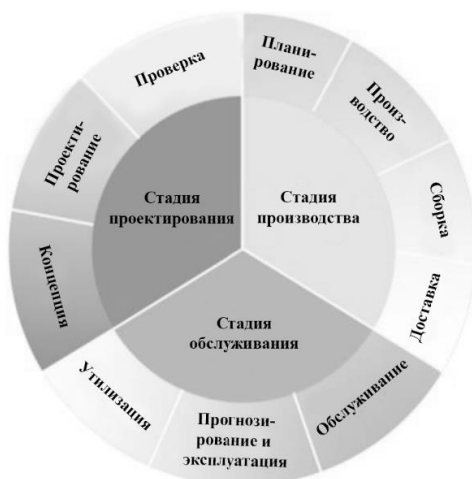 Проверка
Плани-
рование
Произ-
водство
Сборка
Доставка
Обслуживание
Прогнози-
рование и
эксплуатация
Утилизация
Концепция
Проекти-
рование
Стадия
проектирования
Стадия
производства
Стадия
обслуживания